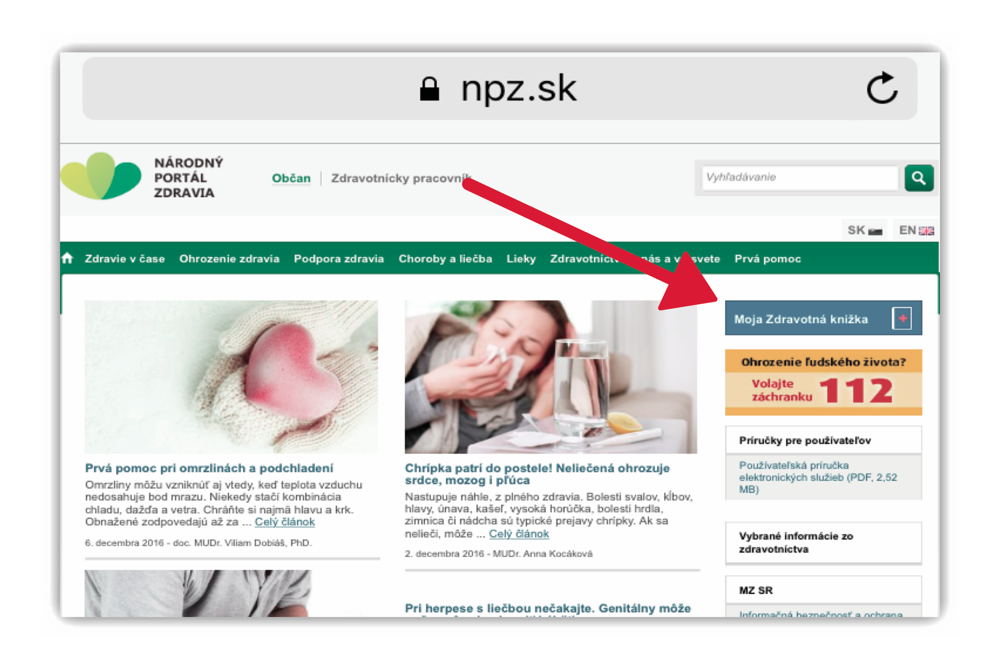 npz.sk
NÁRODNÝ
PORTÁL
ZDRAVIA
Občan
Zdravotnícky pracovník
Vyhľadávanie
SK
EN
Zdravie v čase
Ohrozenie zdravia
Podpora zdravia
Choroby a liečba
Lieky
nás a vo svete
Prvá pomoc
Moja Zdravotná knižka
Ohrozenie ľudského života?
Volajte
záchranku
112
Príručky pre používateľov
Používateľská príručka
elektronických služieb (PDF, 2,52
MB)
Vybrané informácie zo
zdravotníctva
MZ SR
Informačná bezpečnosť a ochrana
Prvá pomoc pri omrzlinách a podchladení
Omrzliny môžu vzniknúť aj vtedy, keď teplota vzduchu
nedosahuje bod mrazu. Niekedy stačí kombinácia
chladu, dažďa a vetra. Chráňte si najmä hlavu a krk.
Obnažené zodpovedajú až za ... Celý článok
6. decembra 2016 - doc. MUDr. Viliam Dobiáš, PhD.
Chrípka patrí do postele! Neliečená ohrozuje
srdce, mozog i pľúca
Nastupuje náhle, z plného zdravia. Bolesti svalov, kĺbov,
hlavy, únava, kašeľ, vysoká horúčka, bolesti hrdla,
zimnica či nádcha sú typické prejavy chrípky. Ak sa
nelieči, môže ... Celý článok
2. decembra 2016 - MUDr. Anna Kocáková
Pri herpese s liečbou nečakajte. Genitálny môže